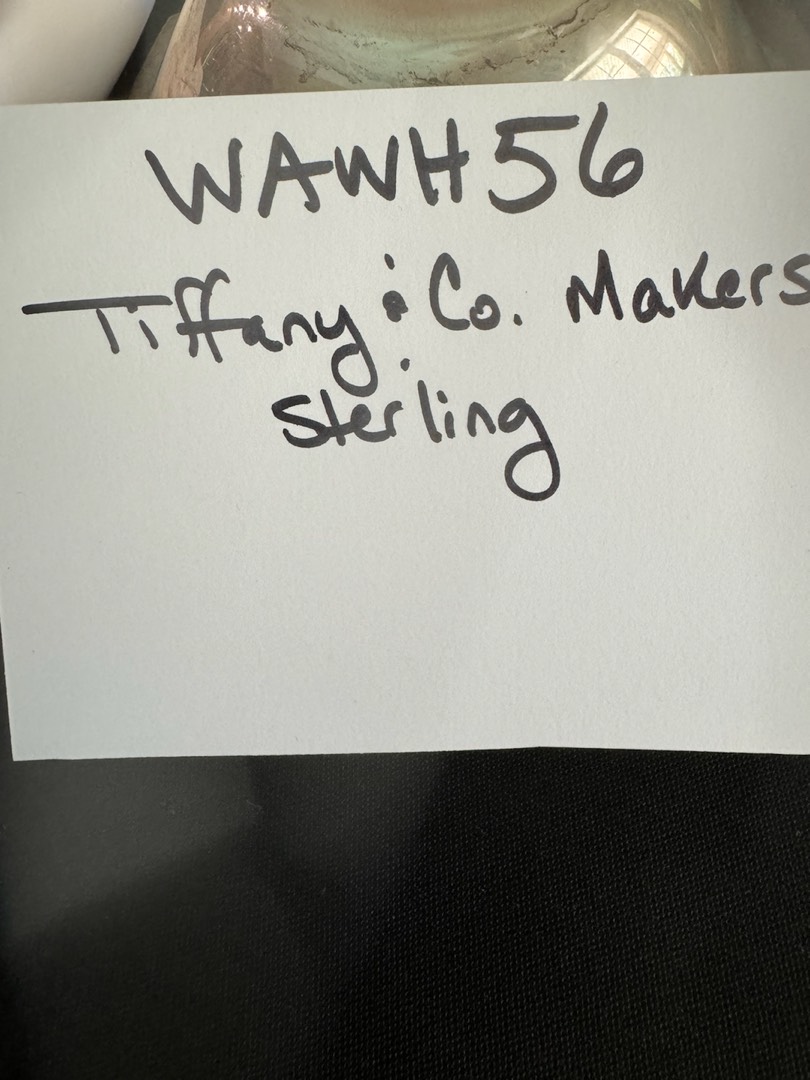 WAWH56
Tiffany & Co. Makers
Sterling